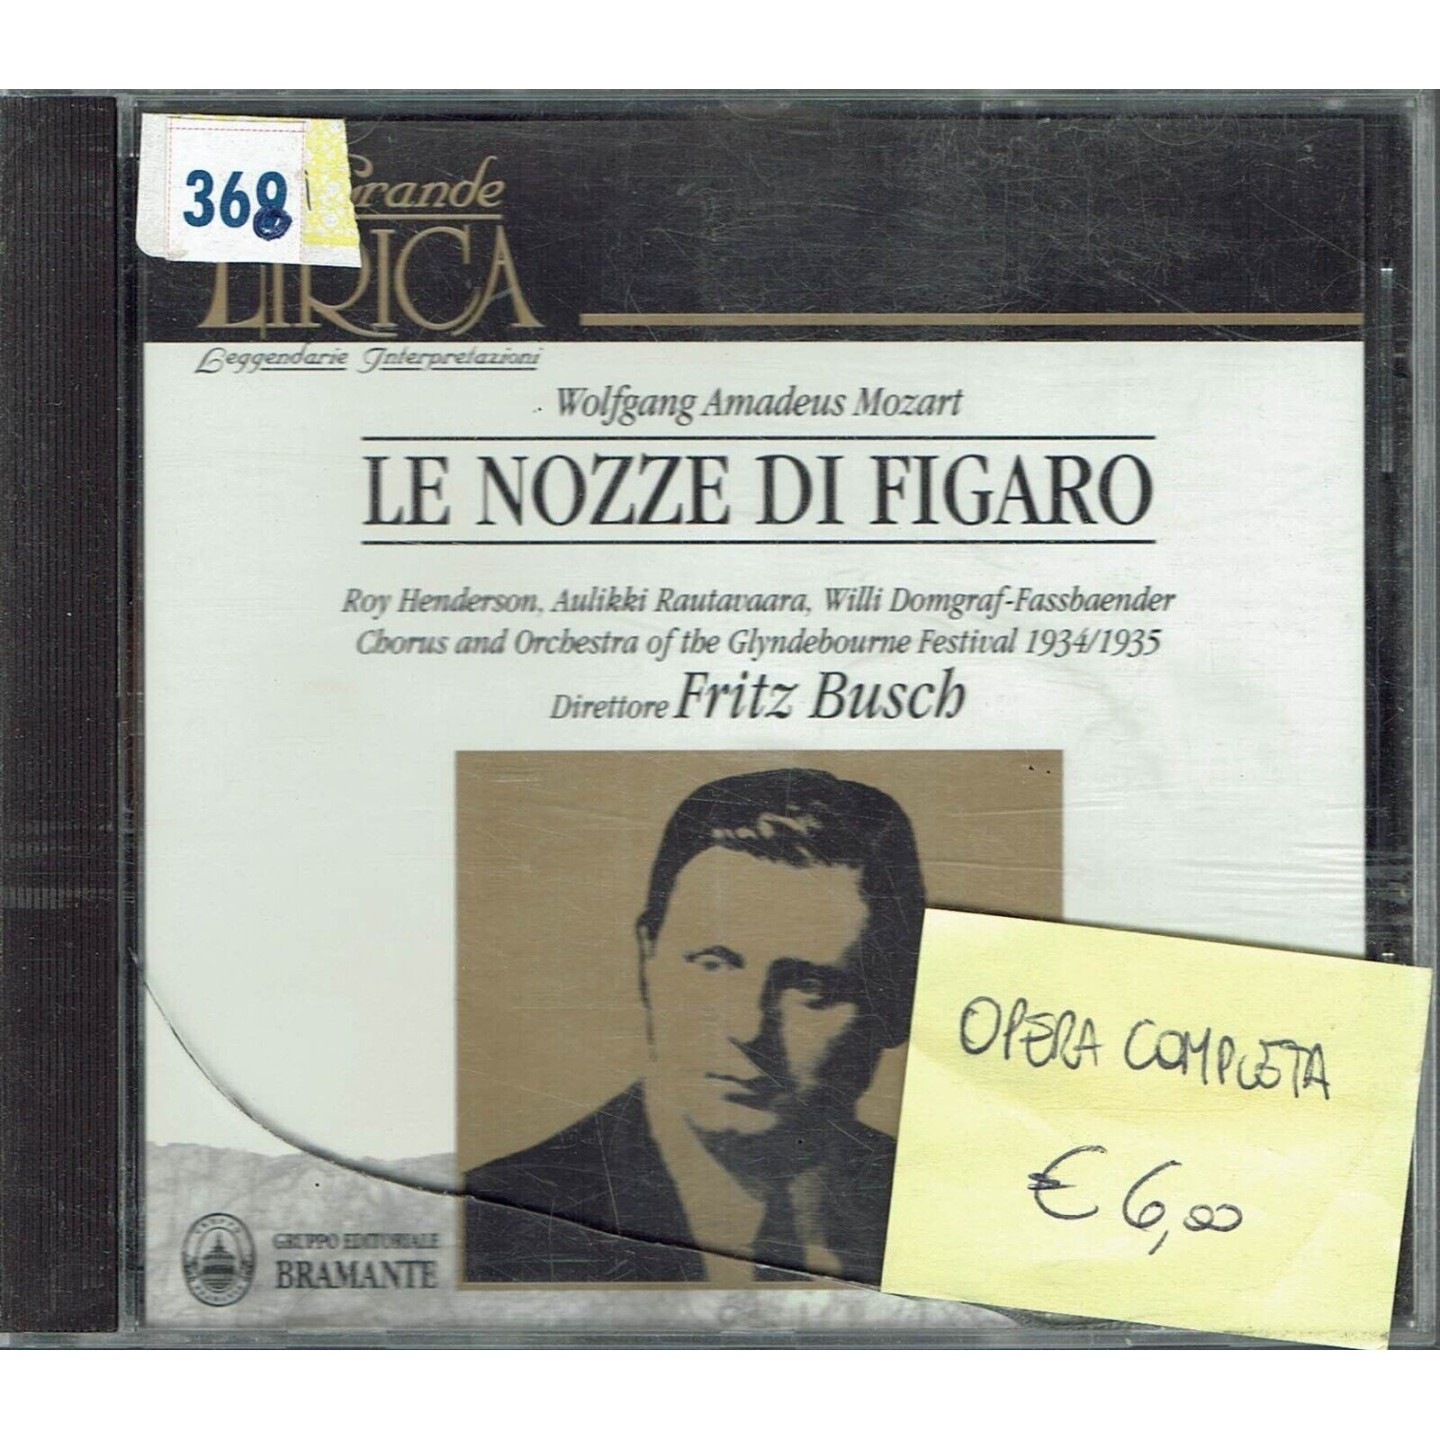 368
Grande
LIRICA
Leggendarie Interpretazioni
Wolfgang Amadeus Mozart
LE NOZZE DI FIGARO
Roy Henderson, Aulikki Rautavaara, Willi Domgraf-Fassbaender
Chorus and Orchestra of the Glyndebourne Festival 1934/1935
Direttore Fritz Busch
OPERA COMPLETA
€ 6,00
GRUPPO EDITORIALE
BRAMANTE